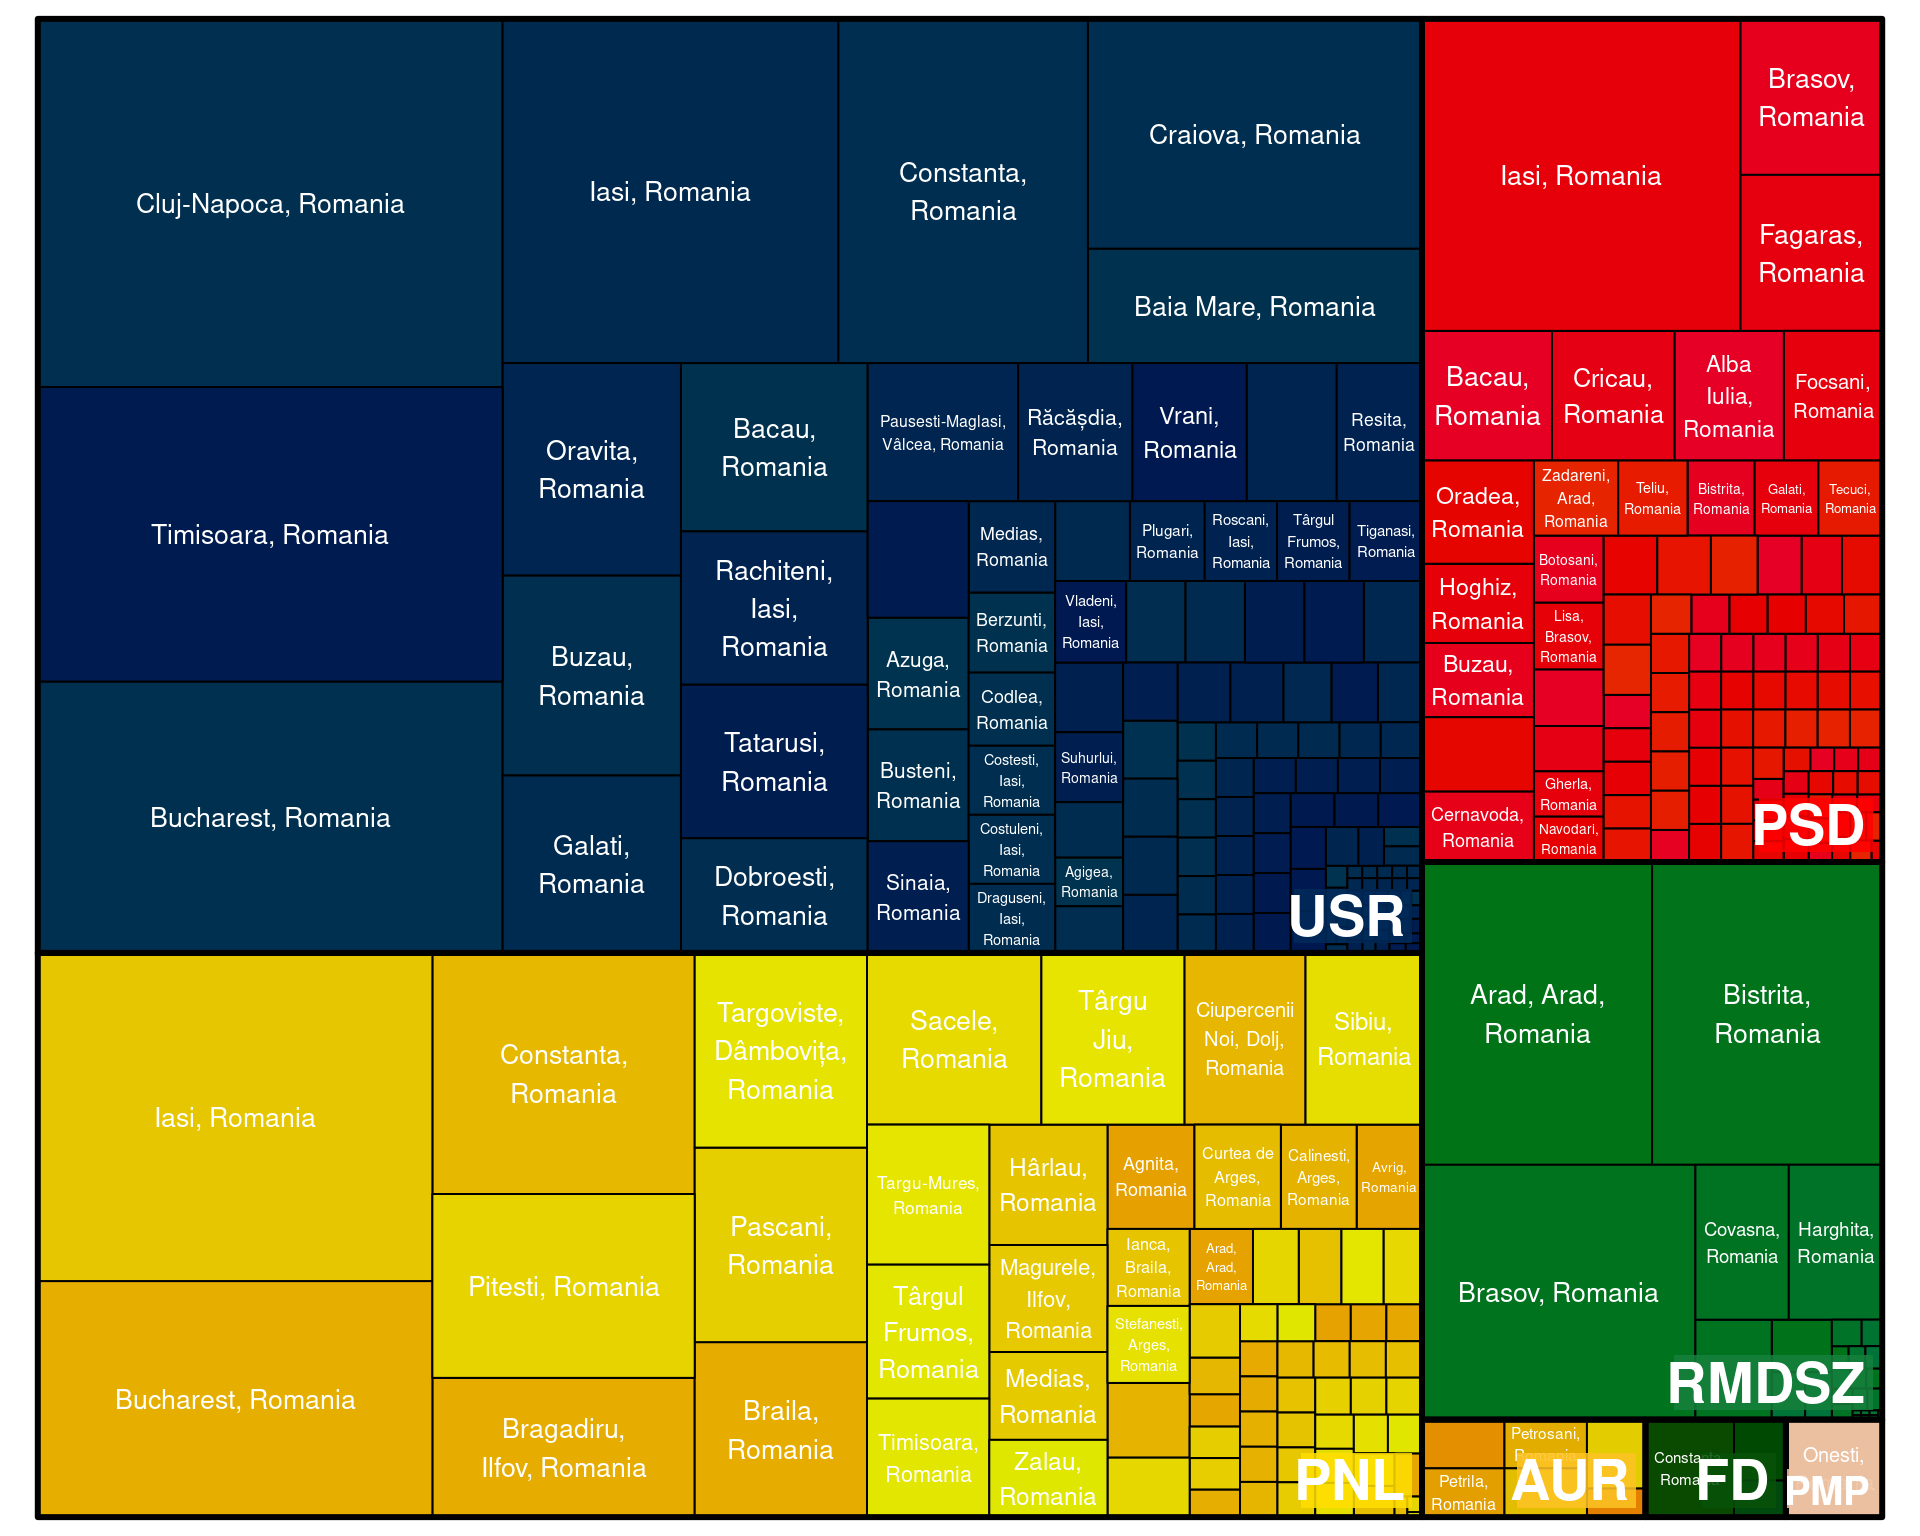 Cluj-Napoca, Romania
Timisoara, Romania
Bucharest, Romania
Iasi, Romania
Constanta,
Romania
Craiova, Romania
Baia Mare, Romania
Oravita,
Romania
Buzau,
Romania
Galati,
Romania
Bacau,
Romania
Rachiteni,
Iasi,
Romania
Tatarusi,
Romania
Dobroesti,
Romania
Pausesti-Maglasi,
Vâlcea, Romania
Răcășdia,
Romania
Vrani,
Romania
Resita,
Romania
Azuga,
Romania
Busteni,
Romania
Sinaia,
Romania
Medias,
Romania
Berzunti,
Romania
Codlea,
Romania
Costesti,
Iasi,
Romania
Costuleni,
Iasi,
Romania
Draguseni,
Iasi,
Romania
Plugari,
Romania
Roscani,
Iasi,
Romania
Târgul
Frumos,
Romania
Tiganasi,
Romania
Vladeni,
Iasi,
Romania
Suhurlui,
Romania
Agigea,
Romania
USR
Iasi, Romania
Brasov,
Romania
Fagaras,
Romania
Bacau,
Romania
Cricau,
Romania
Alba
Iulia,
Romania
Focsani,
Romania
Oradea,
Romania
Hoghiz,
Romania
Buzau,
Romania
Cernavoda,
Romania
Zadareni,
Arad,
Romania
Teliu,
Romania
Bistrita,
Romania
Galati,
Romania
Tecuci,
Romania
Botosani,
Romania
Lisa,
Brasov,
Romania
Gherla,
Romania
Navodari,
Romania
PSD
Iasi, Romania
Bucharest, Romania
Constanta,
Romania
Pitesti, Romania
Bragadiru,
Ilfov, Romania
Targoviste,
Dâmbovița,
Romania
Pascani,
Romania
Braila,
Romania
Sacele,
Romania
Târgu
Jiu,
Romania
Ciupercenii
Noi, Dolj,
Romania
Sibiu,
Romania
Targu-Mures,
Romania
Târgul
Frumos,
Romania
Timisoara,
Romania
Hârlau,
Romania
Magurele,
Ilfov,
Romania
Medias,
Romania
Zalau,
Romania
Agnita,
Romania
Curtea de
Arges,
Romania
Calinesti,
Arges,
Romania
Avrig,
Romania
Ianca,
Braila,
Romania
Arad,
Arad,
Romania
Stefanesti,
Arges,
Romania
PNL
Arad, Arad,
Romania
Bistrita,
Romania
Brasov, Romania
Covasna,
Romania
Harghita,
Romania
RMDSZ
Petrosani,
Romania
Petrila,
Romania
AUR
Constanta,
Romania
FD
Onesti,
PMP